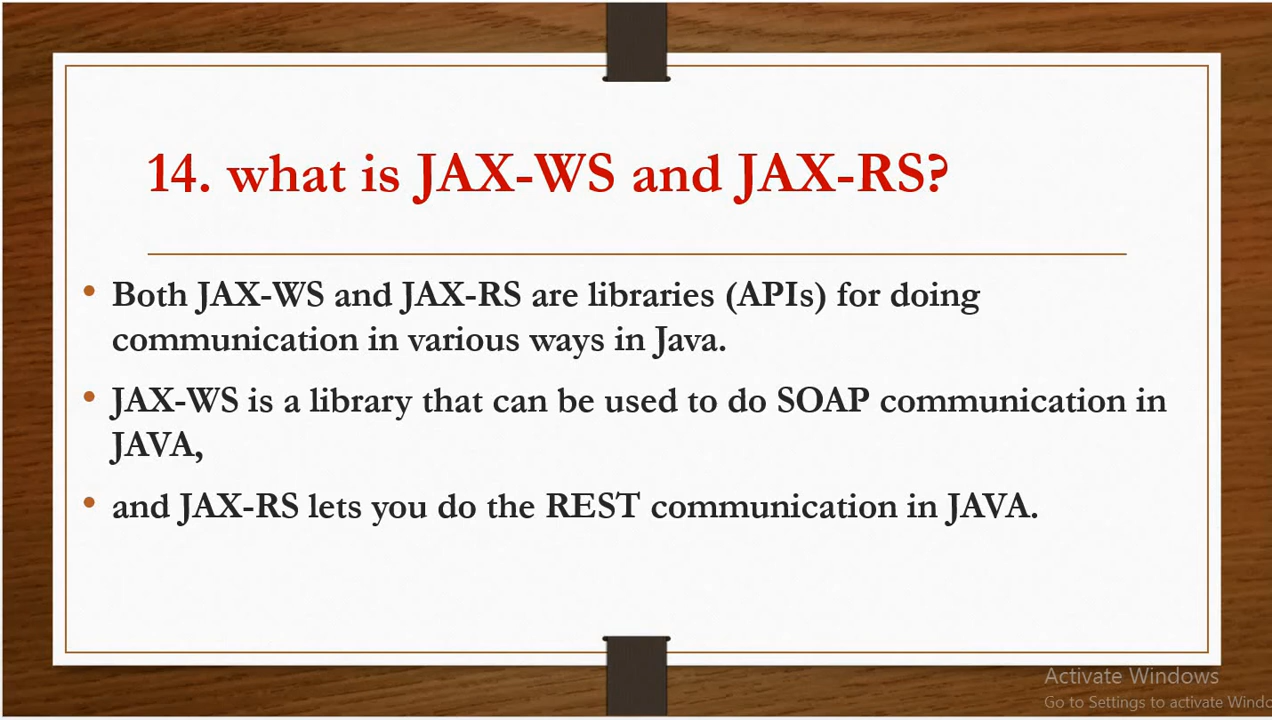 14. what is JAX-WS and JAX-RS?
• Both JAX-WS and JAX-RS are libraries (APIs) for doing
communication in various ways in Java.
• JAX-WS is a library that can be used to do SOAP communication in
JAVA,
• and JAX-RS lets you do the REST communication in JAVA.
Activate Windows
Go to Settings to activate Windo